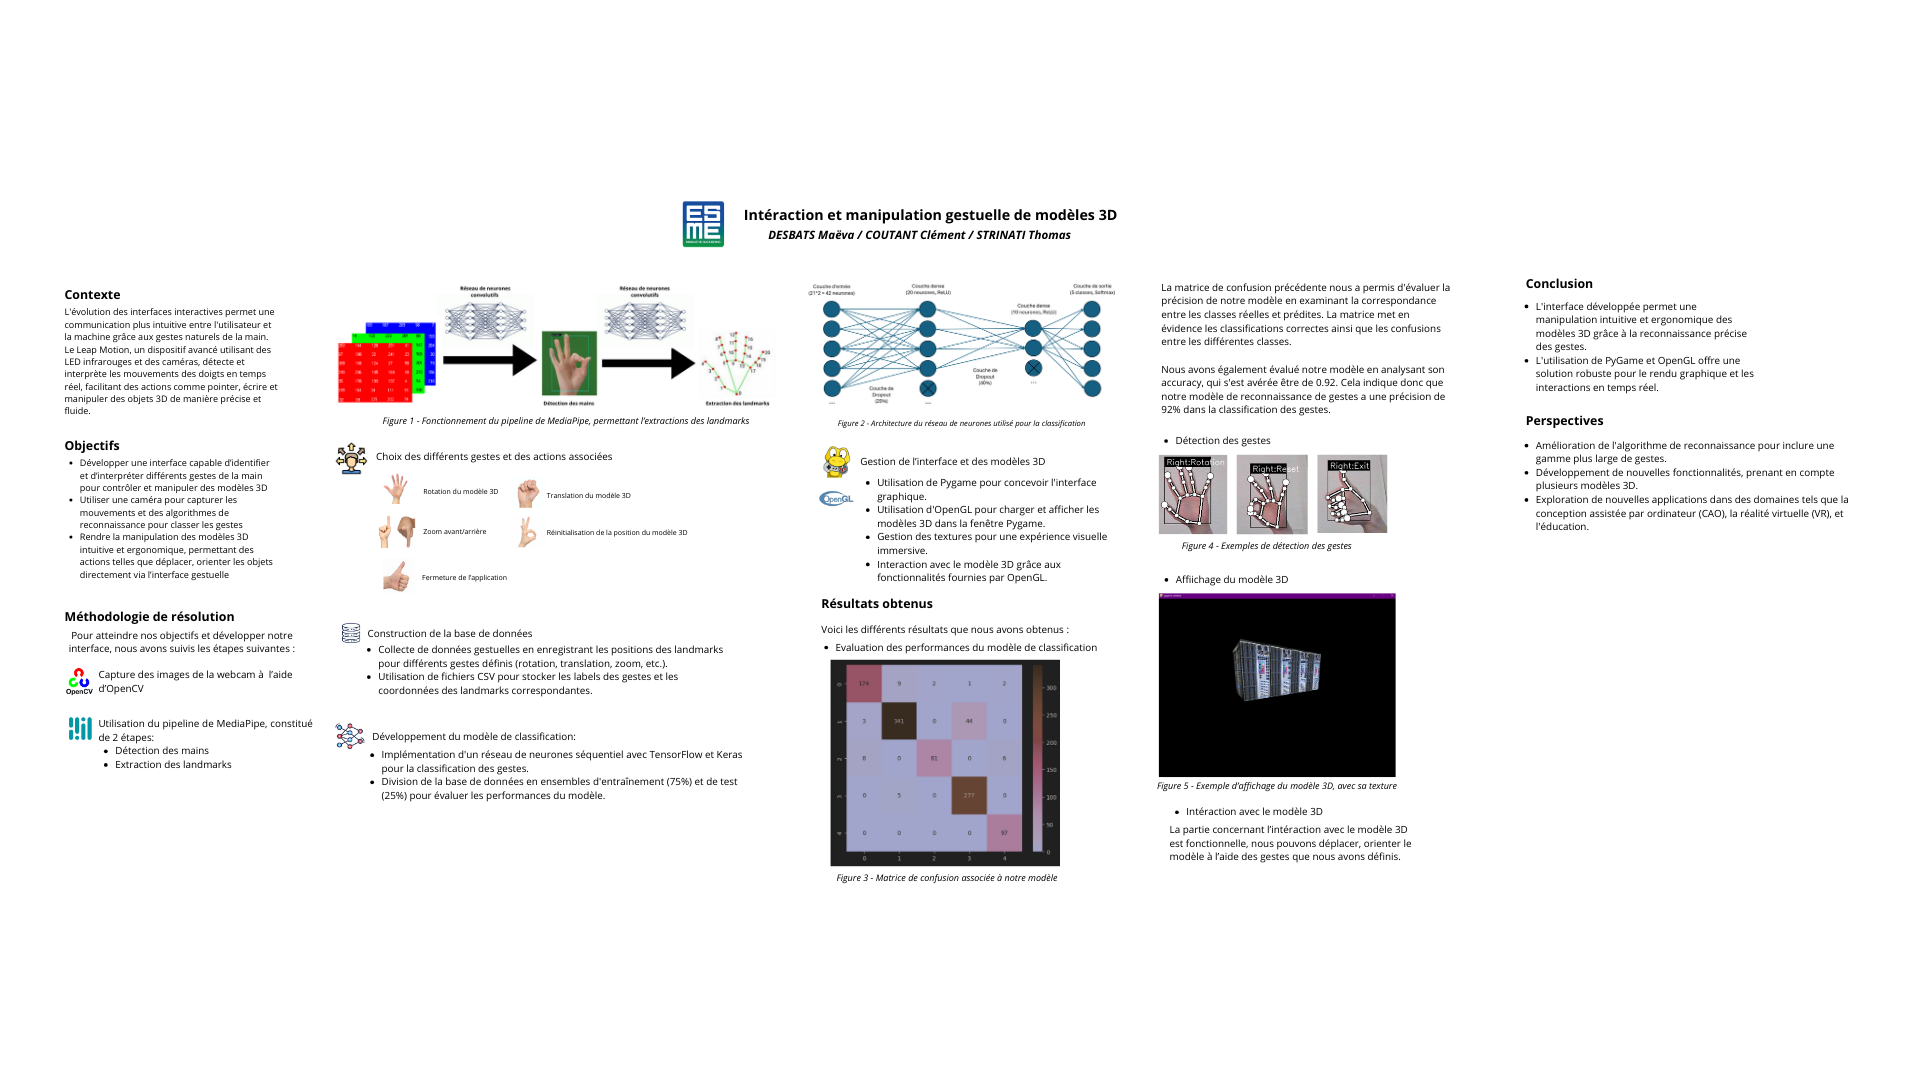 ESME
Intéraction et manipulation gestuelle de modèles 3D
DESBATS Maëva / COUTANT Clément / STRINATI Thomas
Contexte
L'évolution des interfaces interactives permet une
communication plus intuitive entre l'utilisateur et
la machine grâce aux gestes naturels de la main.
Le Leap Motion, un dispositif avancé utilisant des
LED infrarouges et des caméras, détecte et
interprète les mouvements des doigts en temps
réel, facilitant des actions comme pointer, écrire et
manipuler des objets 3D de manière précise et
fluide.
Objectifs
• Développer une interface capable d'identifier
et d'interpréter différents gestes de la main
pour contrôler et manipuler des modèles 3D
• Utiliser une caméra pour capturer les
mouvements et des algorithmes de
reconnaissance pour classer les gestes
• Rendre la manipulation des modèles 3D
intuitive et ergonomique, permettant des
actions telles que déplacer, orienter les objets
directement via l'interface gestuelle
Méthodologie de résolution
Pour atteindre nos objectifs et développer notre
interface, nous avons suivis les étapes suivantes :
OpenCV
Capture des images de la webcam à l'aide
d'OpenCV
Utilisation du pipeline de MediaPipe, constitué
de 2 étapes:
• Détection des mains
• Extraction des landmarks
Réseau de neurones
convolutifs
Réseau de neurones
convolutifs
Détection des mains
Extraction des landmarks
Figure 1 - Fonctionnement du pipeline de MediaPipe, permettant l'extractions des landmarks
Choix des différents gestes et des actions associées
Rotation du modèle 3D
Translation du modèle 3D
Zoom avant/arrière
Réinitialisation de la position du modèle 3D
Fermeture de l'application
Construction de la base de données
• Collecte de données gestuelles en enregistrant les positions des landmarks
pour différents gestes définis (rotation, translation, zoom, etc.).
• Utilisation de fichiers CSV pour stocker les labels des gestes et les
coordonnées des landmarks correspondantes.
Développement du modèle de classification:
• Implémentation d'un réseau de neurones séquentiel avec TensorFlow et Keras
pour la classification des gestes.
• Division de la base de données en ensembles d'entraînement (75%) et de test
(25%) pour évaluer les performances du modèle.
Couche d'entrée
(21*2 = 42 neurones)
Couche dense
(20 neurones, ReLU)
Couche dense
(10 neurones, ReLU)
Couche de sortie
(5 classes, Softmax)
Couche de
Dropout
(25%)
Couche de
Dropout
(40%)
... ... ... ...
Figure 2 - Architecture du réseau de neurones utilisé pour la classification
Gestion de l'interface et des modèles 3D
OpenGL
• Utilisation de Pygame pour concevoir l'interface
graphique.
• Utilisation d'OpenGL pour charger et afficher les
modèles 3D dans la fenêtre Pygame.
• Gestion des textures pour une expérience visuelle
immersive.
• Interaction avec le modèle 3D grâce aux
fonctionnalités fournies par OpenGL.
Résultats obtenus
Voici les différents résultats que nous avons obtenus :
• Evaluation des performances du modèle de classification
0 174 9 2 1 2
1 3 341 0 44 0
2 8 0 81 0 6
3 0 5 0 277 0
4 0 0 0 0 97
0 1 2 3 4
300
250
200
150
100
50
0
Figure 3 - Matrice de confusion associée à notre modèle
La matrice de confusion précédente nous a permis d'évaluer la
précision de notre modèle en examinant la correspondance
entre les classes réelles et prédites. La matrice met en
évidence les classifications correctes ainsi que les confusions
entre les différentes classes.
Nous avons également évalué notre modèle en analysant son
accuracy, qui s'est avérée être de 0.92. Cela indique donc que
notre modèle de reconnaissance de gestes a une précision de
92% dans la classification des gestes.
• Détection des gestes
Right:Rotation
Right:Reset
Right:Exit
Figure 4 - Exemples de détection des gestes
• Affiichage du modèle 3D
Figure 5 - Exemple d'affichage du modèle 3D, avec sa texture
• Intéraction avec le modèle 3D
La partie concernant l'intéraction avec le modèle 3D
est fonctionnelle, nous pouvons déplacer, orienter le
modèle à l'aide des gestes que nous avons définis.
Conclusion
• L'interface développée permet une
manipulation intuitive et ergonomique des
modèles 3D grâce à la reconnaissance précise
des gestes.
• L'utilisation de PyGame et OpenGL offre une
solution robuste pour le rendu graphique et les
interactions en temps réel.
Perspectives
• Amélioration de l'algorithme de reconnaissance pour inclure une
gamme plus large de gestes.
• Développement de nouvelles fonctionnalités, prenant en compte
plusieurs modèles 3D.
• Exploration de nouvelles applications dans des domaines tels que la
conception assistée par ordinateur (CAO), la réalité virtuelle (VR), et
l'éducation.